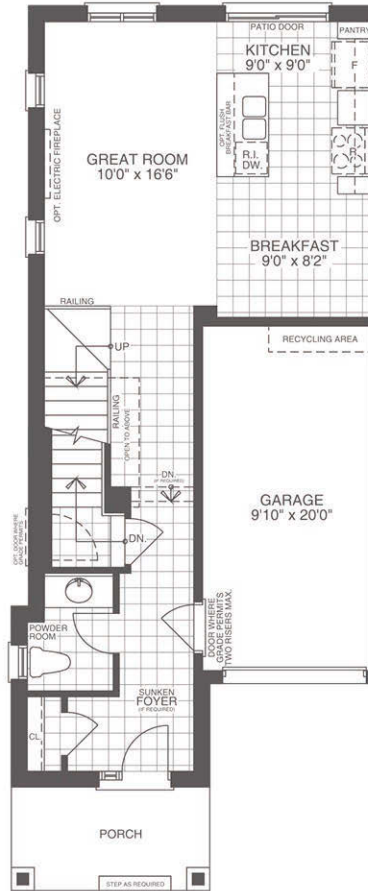 PATIO DOOR
PANTRY
KITCHEN
9'0" x 9'0"
F
OPT. FLUSH
BREAKFAST BAR
R.I.
DW.
R
GREAT ROOM
10'0" x 16'6"
OPT. ELECTRIC FIREPLACE
BREAKFAST
9'0" x 8'2"
RAILING
UP
RECYCLING AREA
RAILING
OPEN TO ABOVE
DN.
(IF REQUIRED)
GARAGE
9'10" x 20'0"
OPT. DOOR WHERE
GRADE PERMITS
DN.
POWDER
ROOM
DOOR WHERE
GRADE PERMITS
TWO RISERS MAX.
SUNKEN
FOYER
(IF REQUIRED)
CL.
PORCH
STEP AS REQUIRED